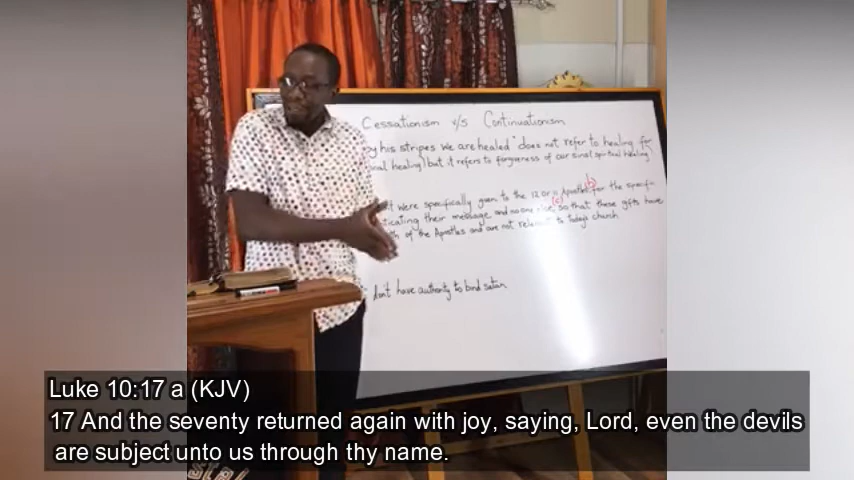 Cessationism v/s Continuationism
by his stripes we are healed" does not refer to healing for
healing) but it refers to forgiveness of our sins spiritual healing
were specifically given to the 12 or Apostles for the specif-
(b)
(c)
ticating their message and no one else, so that these gifts have
of the Apostles and are not relevant to todays church
don't have authority to bind satan
Luke 10:17 a (KJV)
17 And the seventy returned again with joy, saying, Lord, even the devils
are subject unto us through thy name.